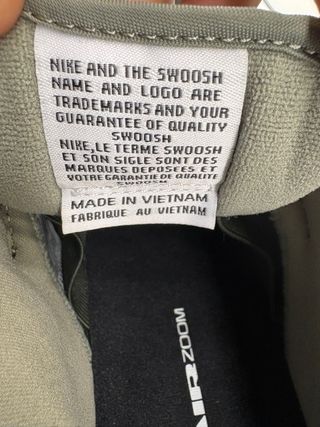 NIKE AND THE SWOOSH
NAME AND LOGO ARE
TRADEMARKS AND YOUR
GUARANTEE OF QUALITY
SWOOSH
NIKE,LE TERME SWOOSH
ET SON SIGLE SONT DES
MARQUES DEPOSEES ET
VOTRE GARANTIE DE QUALITE
SWOOSH
MADE IN VIETNAM
FABRIQUE AU VIETNAM
AIR ZOOM